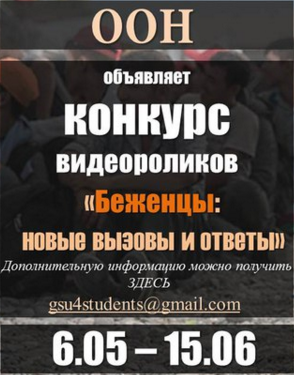 ООН
объявляет
конкурс
видеороликов
«Беженцы:
новые вызовы и ответы»
Дополнительную информацию можно получить
ЗДЕСЬ
gsu4students@gmail.com
6.05 – 15.06